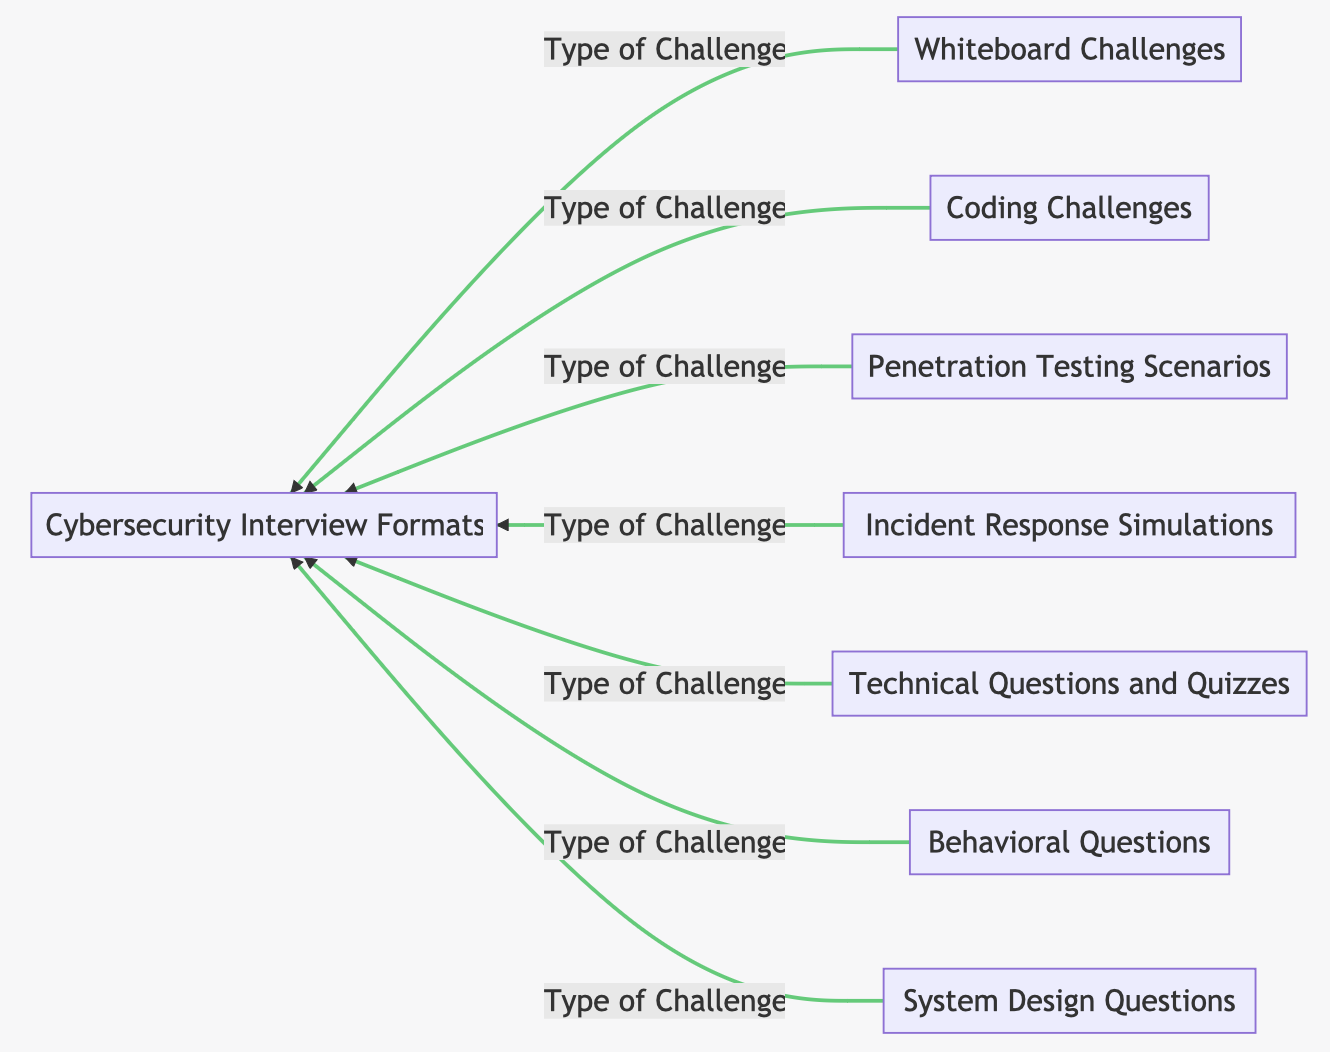 Type of Challenge
Whiteboard Challenges
Type of Challenge
Coding Challenges
Type of Challenge
Penetration Testing Scenarios
Cybersecurity Interview Formats
Type of Challenge
Incident Response Simulations
Type of Challenge
Technical Questions and Quizzes
Type of Challenge
Behavioral Questions
Type of Challenge
System Design Questions